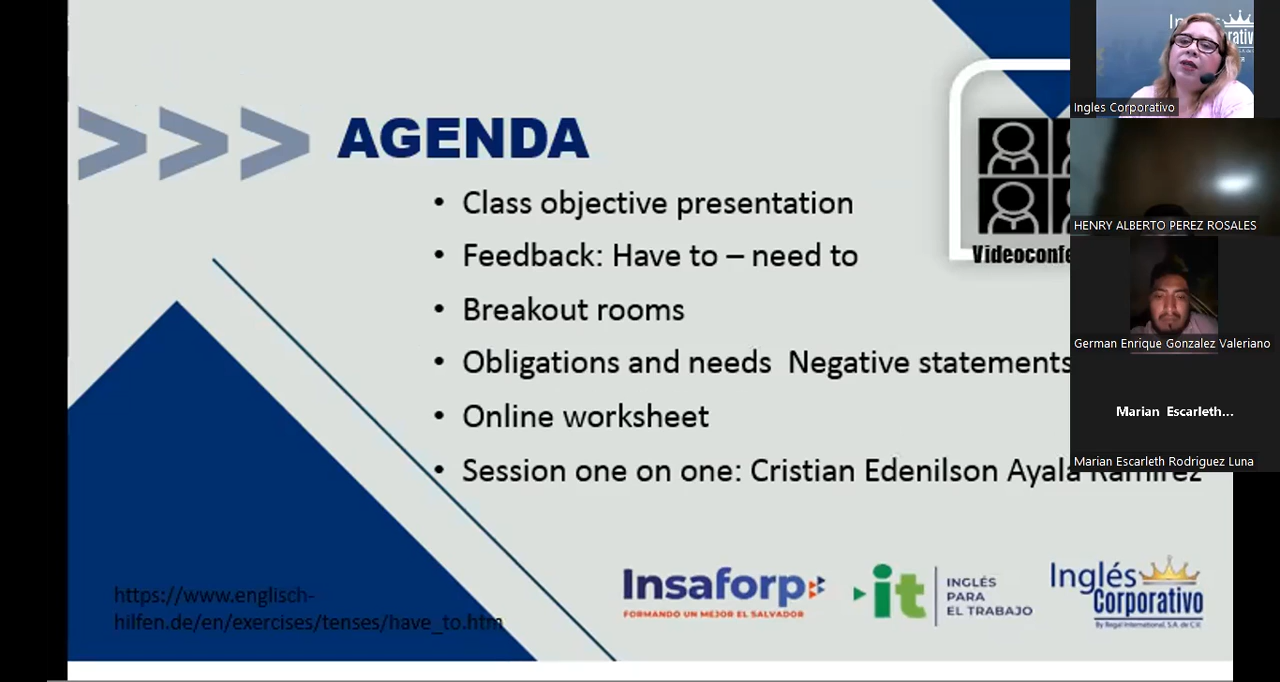 AGENDA
• Class objective presentation
• Feedback: Have to – need to
• Breakout rooms
• Obligations and needs  Negative statements
• Online worksheet
• Session one on one: Cristian Edenilson Ayala Ramirez
https://www.englisch-
hilfen.de/en/exercises/tenses/have_to.htm
Insaforp
FORMANDO UN MEJOR EL SALVADOR
it
INGLÉS
PARA
EL TRABAJO
Inglés
Corporativo
By Regal International, S.A. de C.V.
Videoconfe
Ingles Corporativo
HENRY ALBERTO PEREZ ROSALES
German Enrique Gonzalez Valeriano
Marian Escarleth...
Marian Escarleth Rodriguez Luna